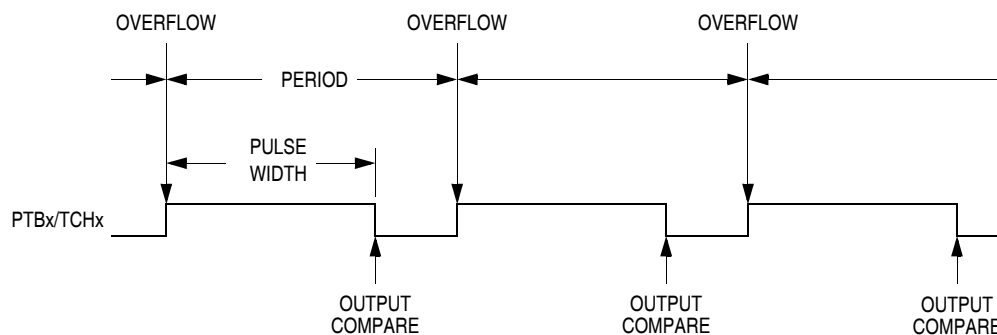 OVERFLOW
OVERFLOW
OVERFLOW
PERIOD
PULSE
WIDTH
PTBx/TCHx
OUTPUT
COMPARE
OUTPUT
COMPARE
OUTPUT
COMPARE